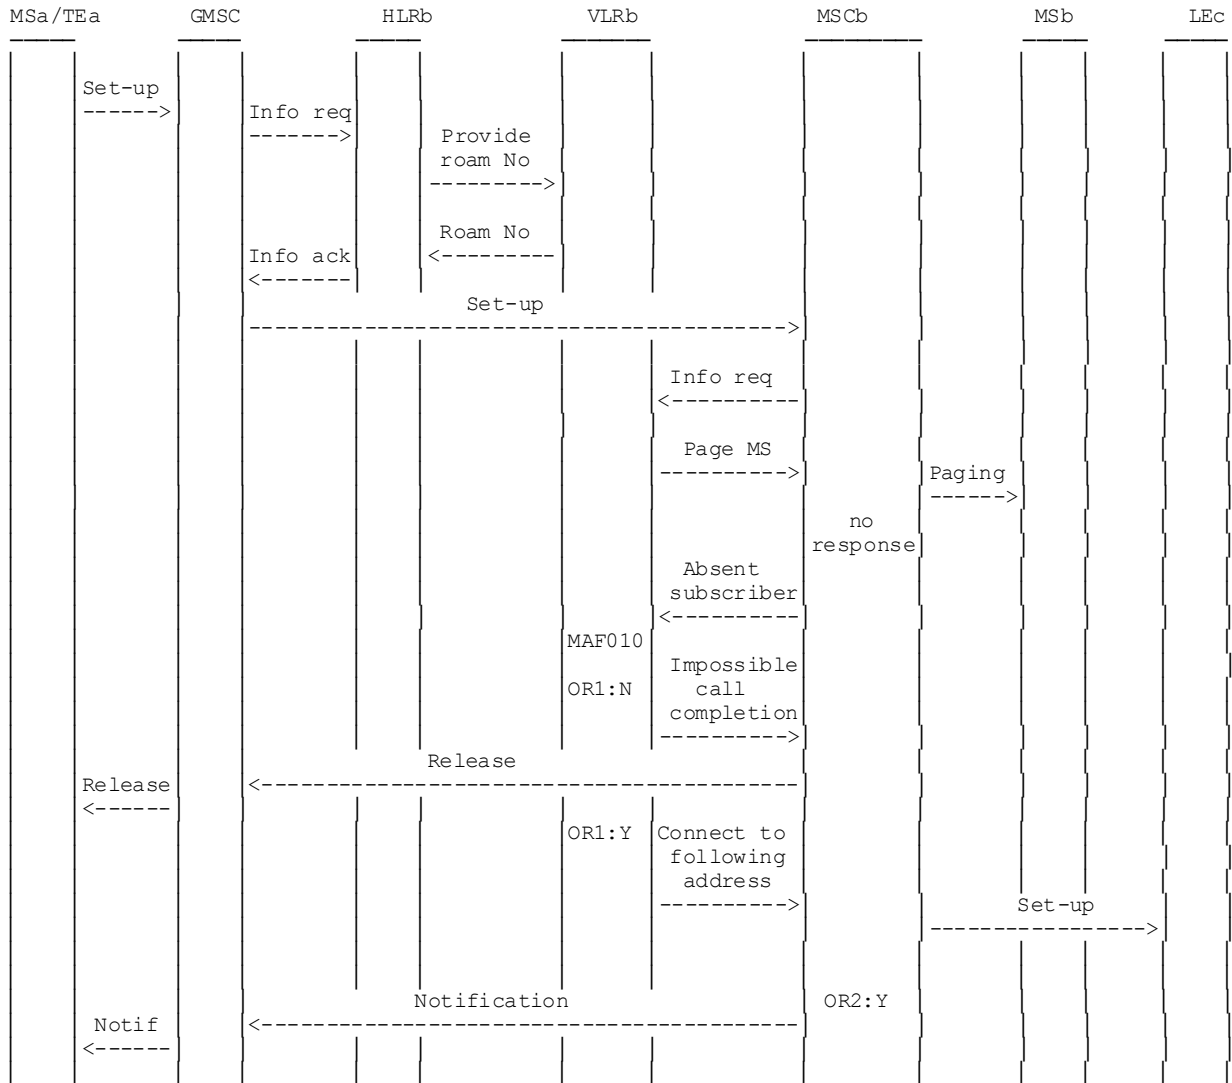 MSa/TEa GMSC HLRb VLRb MSCb MSb LEc
Set-up
------> Info req
-------> Provide
roam No
--------->
Roam No
Info ack <---------
<-------
Set-up
------------------------------------------>
Info req
<----------
Page MS
----------> Paging
------>
no
response
Absent
subscriber
<----------
MAF010
Impossible
OR1:N call
completion
---------->
Release
Release <------------------------------------------
<------
OR1:Y Connect to
following
address
----------> Set-up
----------------->
Notification OR2:Y
Notif <------------------------------------------
<------